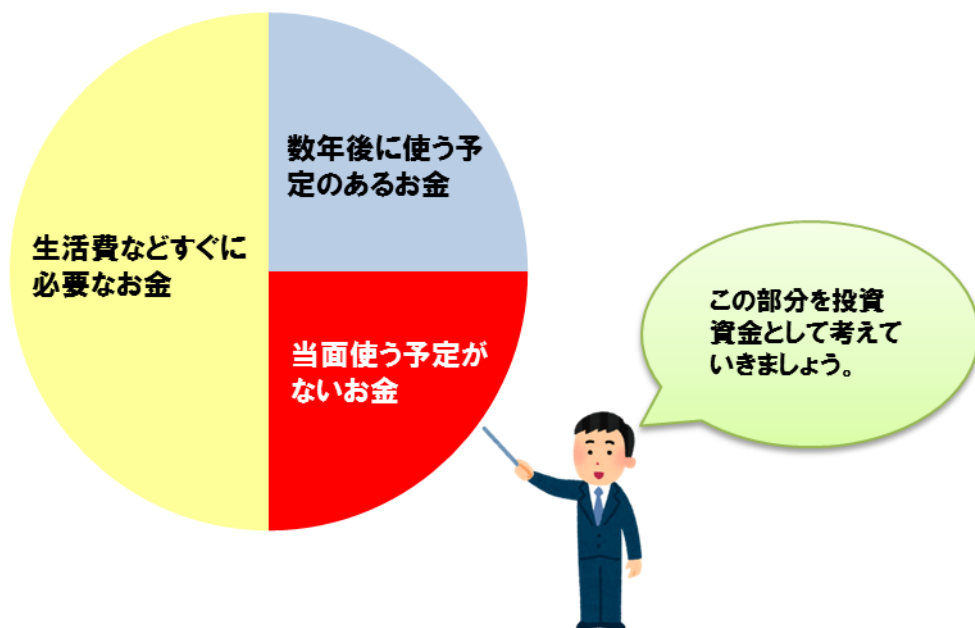 数年後に使う予
定のあるお金
生活費などすぐに
必要なお金
当面使う予定が
ないお金
この部分を投資
資金として考えて
いきましょう。